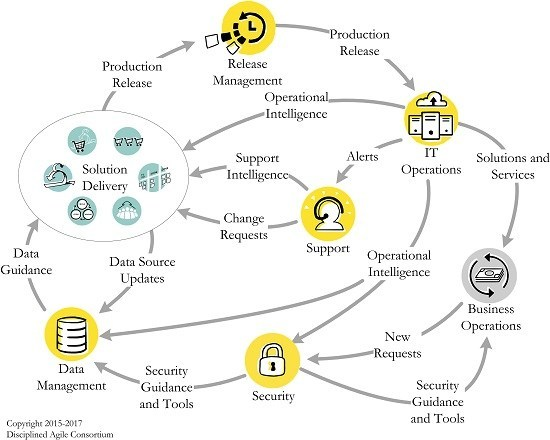 Production
Release
Release
Management
Production
Release
Operational
Intelligence
Solution
Delivery
Support
Intelligence
Alerts
IT
Operations
Solutions and
Services
Change
Requests
Support
Data
Guidance
Data Source
Updates
Operational
Intelligence
Business
Operations
New
Requests
Data
Management
Security
Guidance
and Tools
Security
Security
Guidance
and Tools
Copyright 2015-2017
Disciplined Agile Consortium